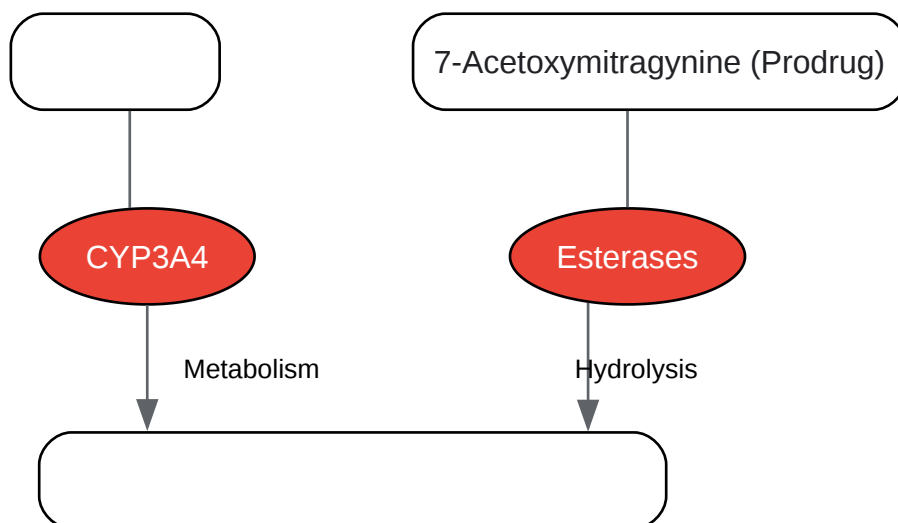 7-Acetoxymitragynine (Prodrug)
CYP3A4
Esterases
Metabolism
Hydrolysis